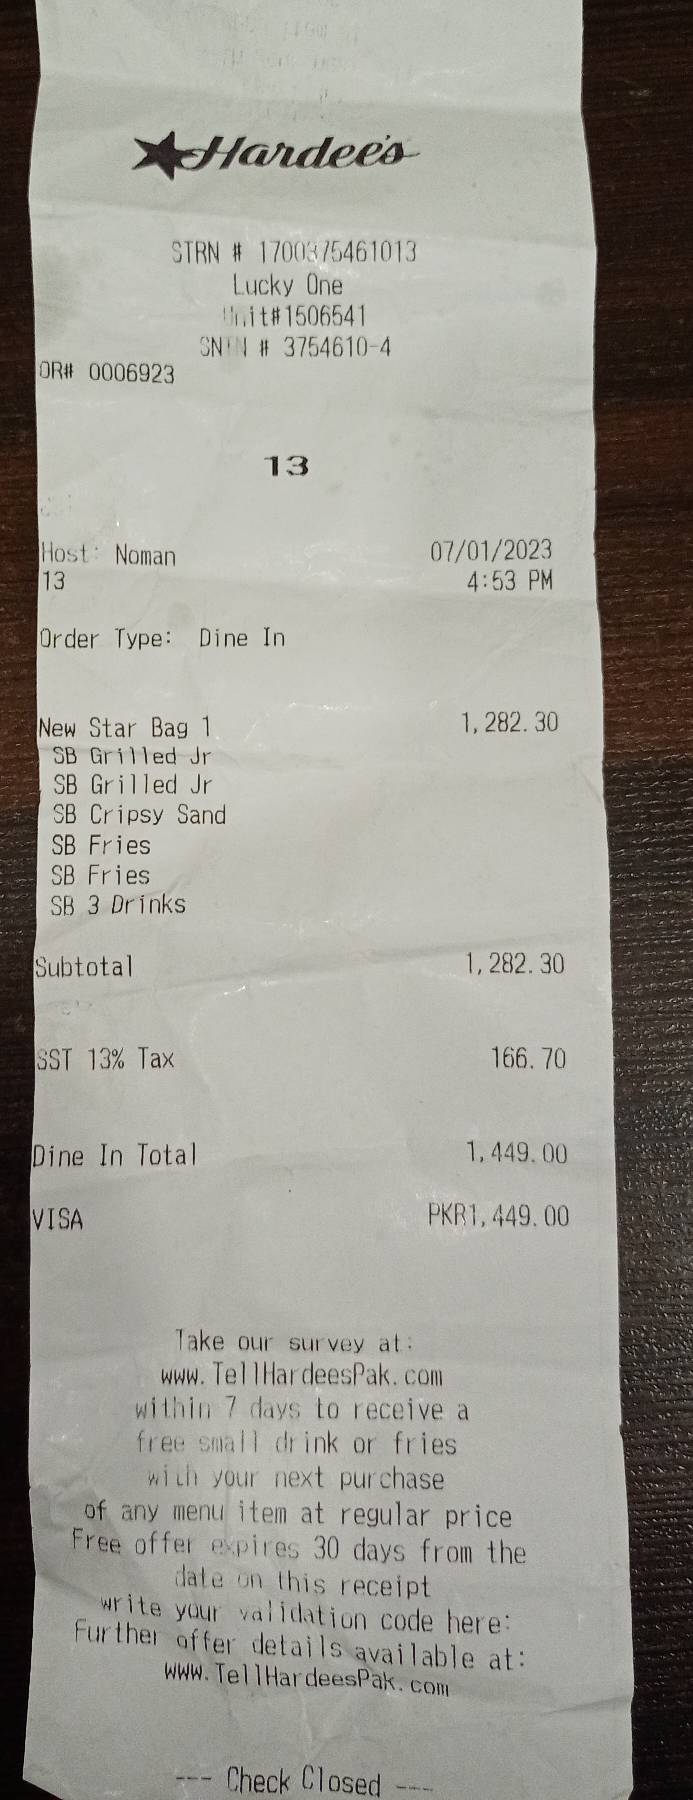 Hardee's
STRN # 1700375461013
Lucky One
Unit#1506541
SNTN # 3754610-4
OR# 0006923
13
Host: Noman 07/01/2023
13 4:53 PM
Order Type: Dine In
New Star Bag 1 1,282.30
SB Grilled Jr
SB Grilled Jr
SB Cripsy Sand
SB Fries
SB Fries
SB 3 Drinks
Subtotal 1,282.30
SST 13% Tax 166.70
Dine In Total 1,449.00
VISA PKR1,449.00
Take our survey at:
www.TellHardeesPak.com
within 7 days to receive a
free small drink or fries
with your next purchase
of any menu item at regular price
Free offer expires 30 days from the
date on this receipt
write your validation code here:
Further offer details available at:
www.TellHardeesPak.com
--- Check Closed ---